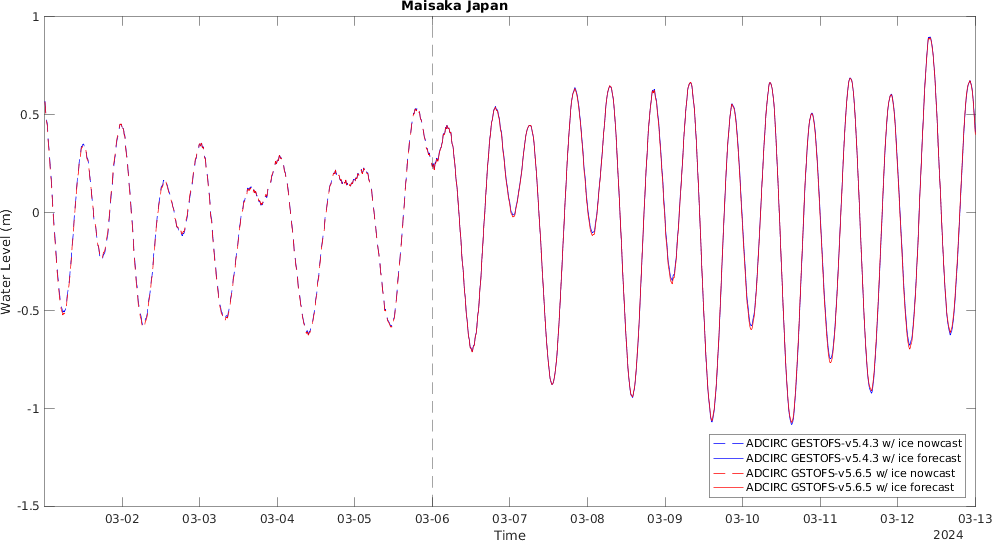 Maisaka Japan
1
0.5
0
-0.5
-1
-1.5
Water Level (m)
03-02 03-03 03-04 03-05 03-06 03-07 03-08 03-09 03-10 03-11 03-12 03-13
Time
2024
ADCIRC GESTOFS-v5.4.3 w/ ice nowcast
ADCIRC GESTOFS-v5.4.3 w/ ice forecast
ADCIRC GSTOFS-v5.6.5 w/ ice nowcast
ADCIRC GSTOFS-v5.6.5 w/ ice forecast